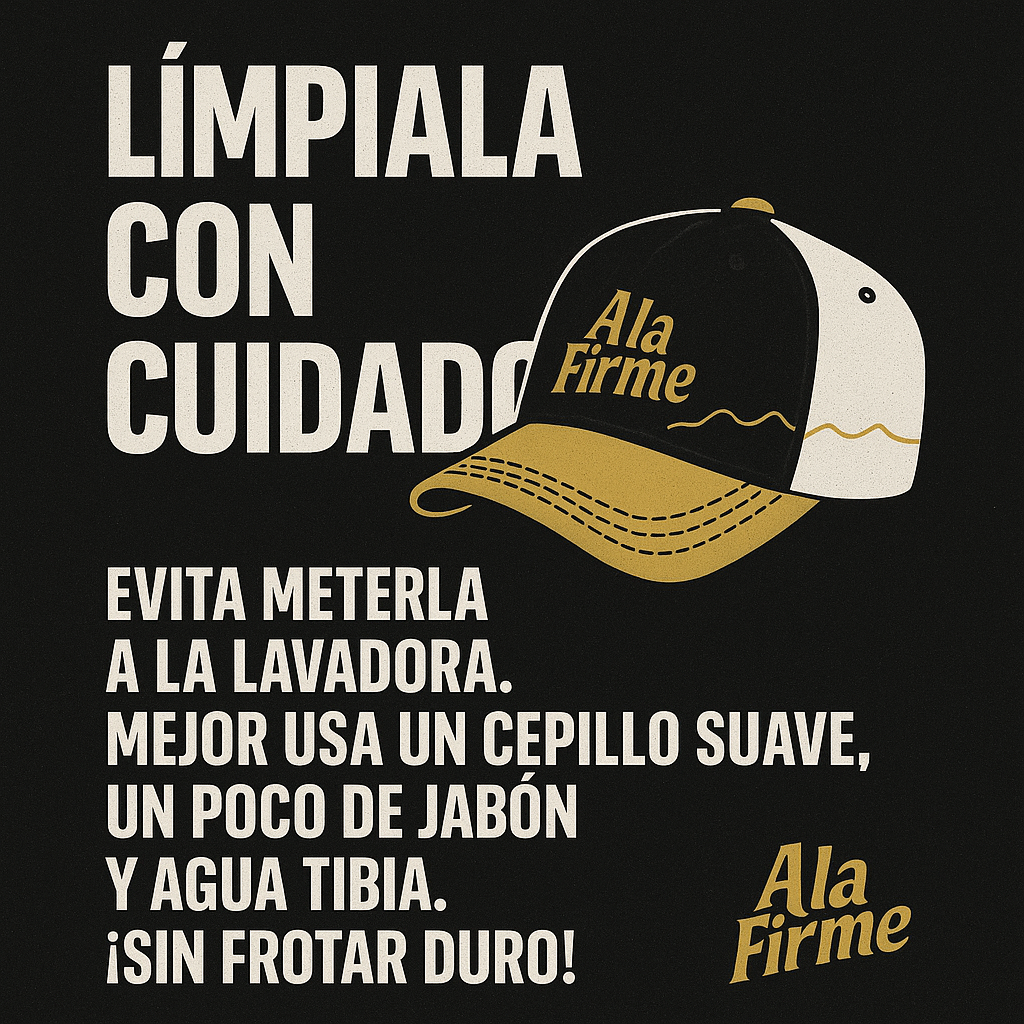 LÍMPIALA
CON
CUIDADO
Ala
Firme
EVITA METERLA
A LA LAVADORA.
MEJOR USA UN CEPILLO SUAVE,
UN POCO DE JABÓN
Y AGUA TIBIA.
¡SIN FROTAR DURO!
Ala
Firme